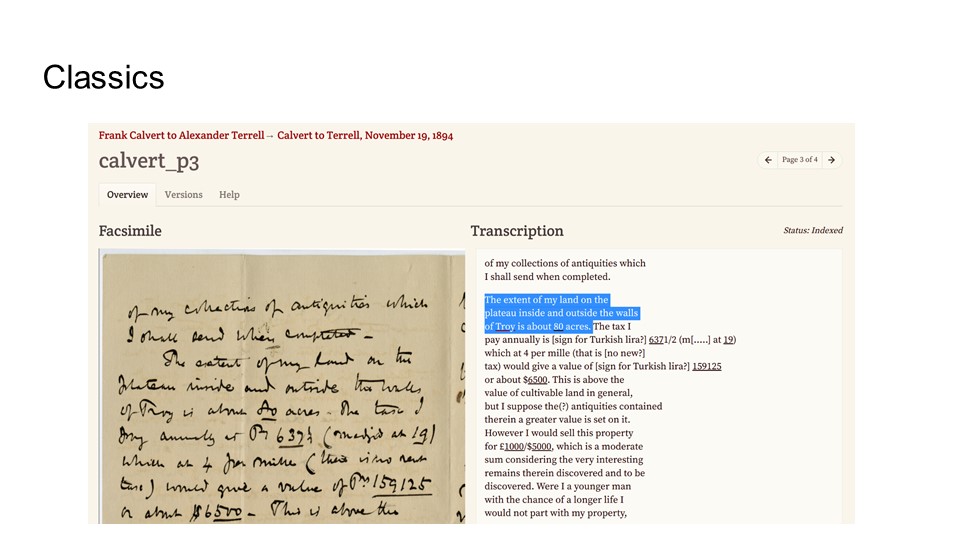 Classics
Frank Calvert to Alexander Terrell → Calvert to Terrell, November 19, 1894
calvert_p3
← Page 3 of 4 →
Overview Versions Help
Facsimile
of my collections of antiquities which
I shall send when completed.
The extent of my land on the
plateau inside and outside the walls
of Troy is about 80 acres. The tax I
pay annually is 637½ ( at 19)
which at 4 per mille (this is no new
tax) would give a value of 159125
or about $6500. This is above the
Transcription
Status: Indexed
of my collections of antiquities which
I shall send when completed.
The extent of my land on the
plateau inside and outside the walls
of Troy is about 80 acres. The tax I
pay annually is [sign for Turkish lira?] 6371/2 (m[.....] at 19)
which at 4 per mille (that is [no new?]
tax) would give a value of [sign for Turkish lira?] 159125
or about $6500. This is above the
value of cultivable land in general,
but I suppose the(?) antiquities contained
therein a greater value is set on it.
However I would sell this property
for £1000/$5000, which is a moderate
sum considering the very interesting
remains therein discovered and to be
discovered. Were I a younger man
with the chance of a longer life I
would not part with my property,